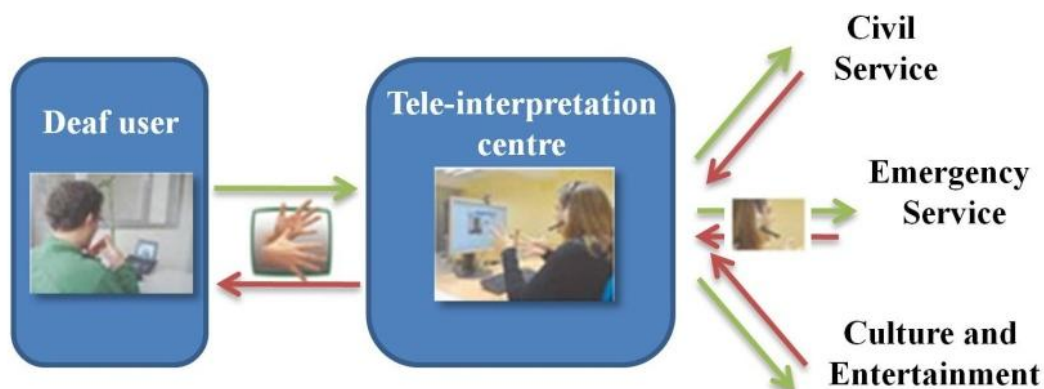 Deaf user
Tele-interpretation
centre
Civil
Service
Emergency
Service
Culture and
Entertainment